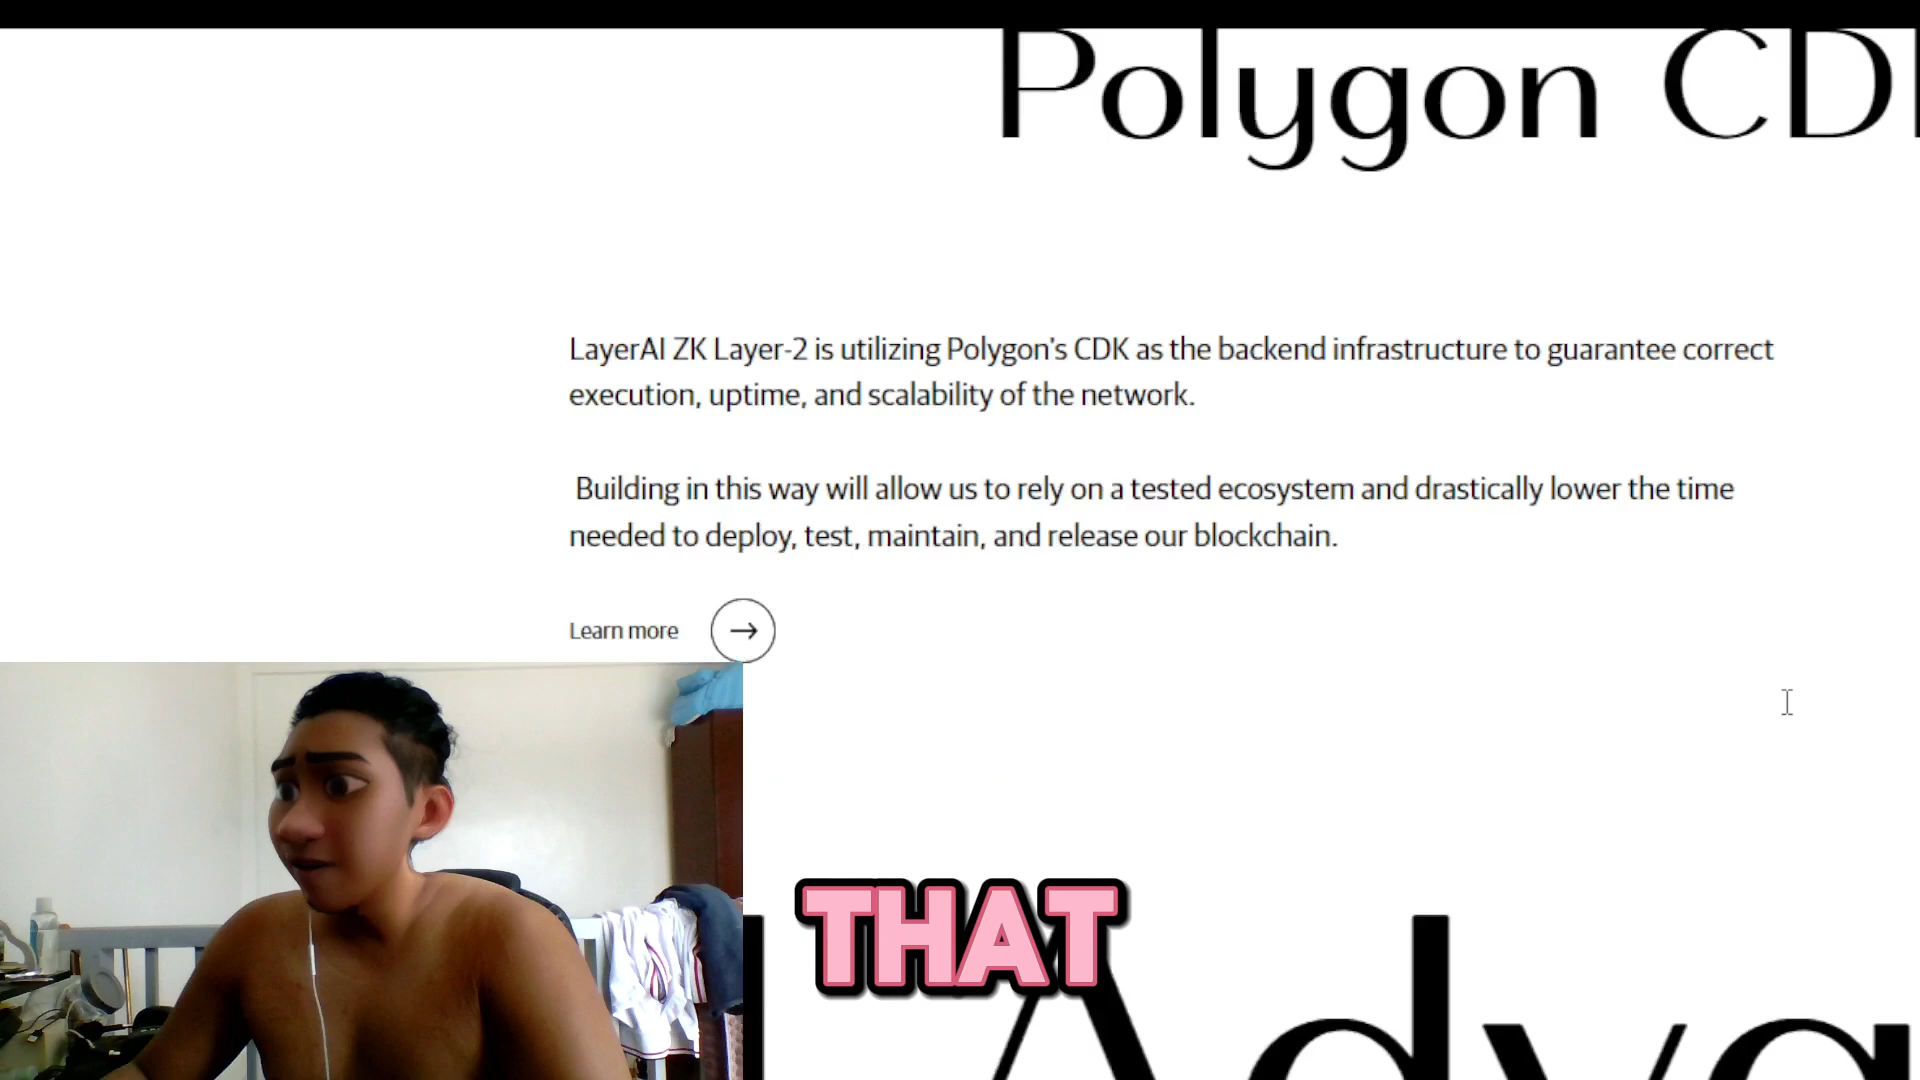 Polygon CD
LayerAI ZK Layer-2 is utilizing Polygon's CDK as the backend infrastructure to guarantee correct
execution, uptime, and scalability of the network.
Building in this way will allow us to rely on a tested ecosystem and drastically lower the time
needed to deploy, test, maintain, and release our blockchain.
Learn more
THAT